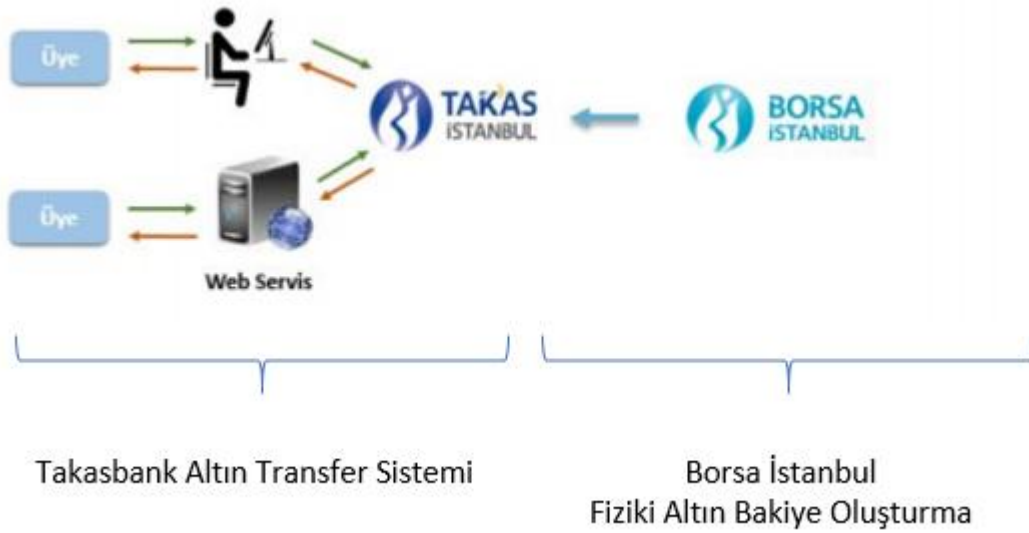 Üye
TAKAS
İSTANBUL
BORSA
İSTANBUL
Üye
Web Servis
Takasbank Altın Transfer Sistemi
Borsa İstanbul
Fiziki Altın Bakiye Oluşturma